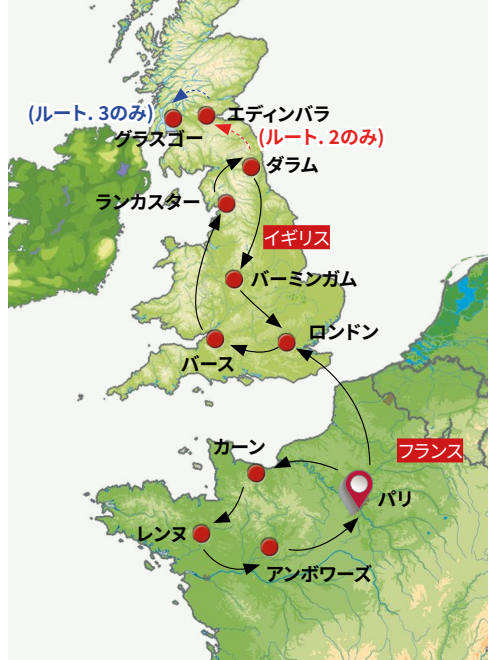 (ルート. 3のみ)
エディンバラ
グラスゴー
(ルート. 2のみ)
ダラム
ランカスター
イギリス
バーミンガム
ロンドン
バース
フランス
カーン
パリ
レンヌ
アンボワーズ